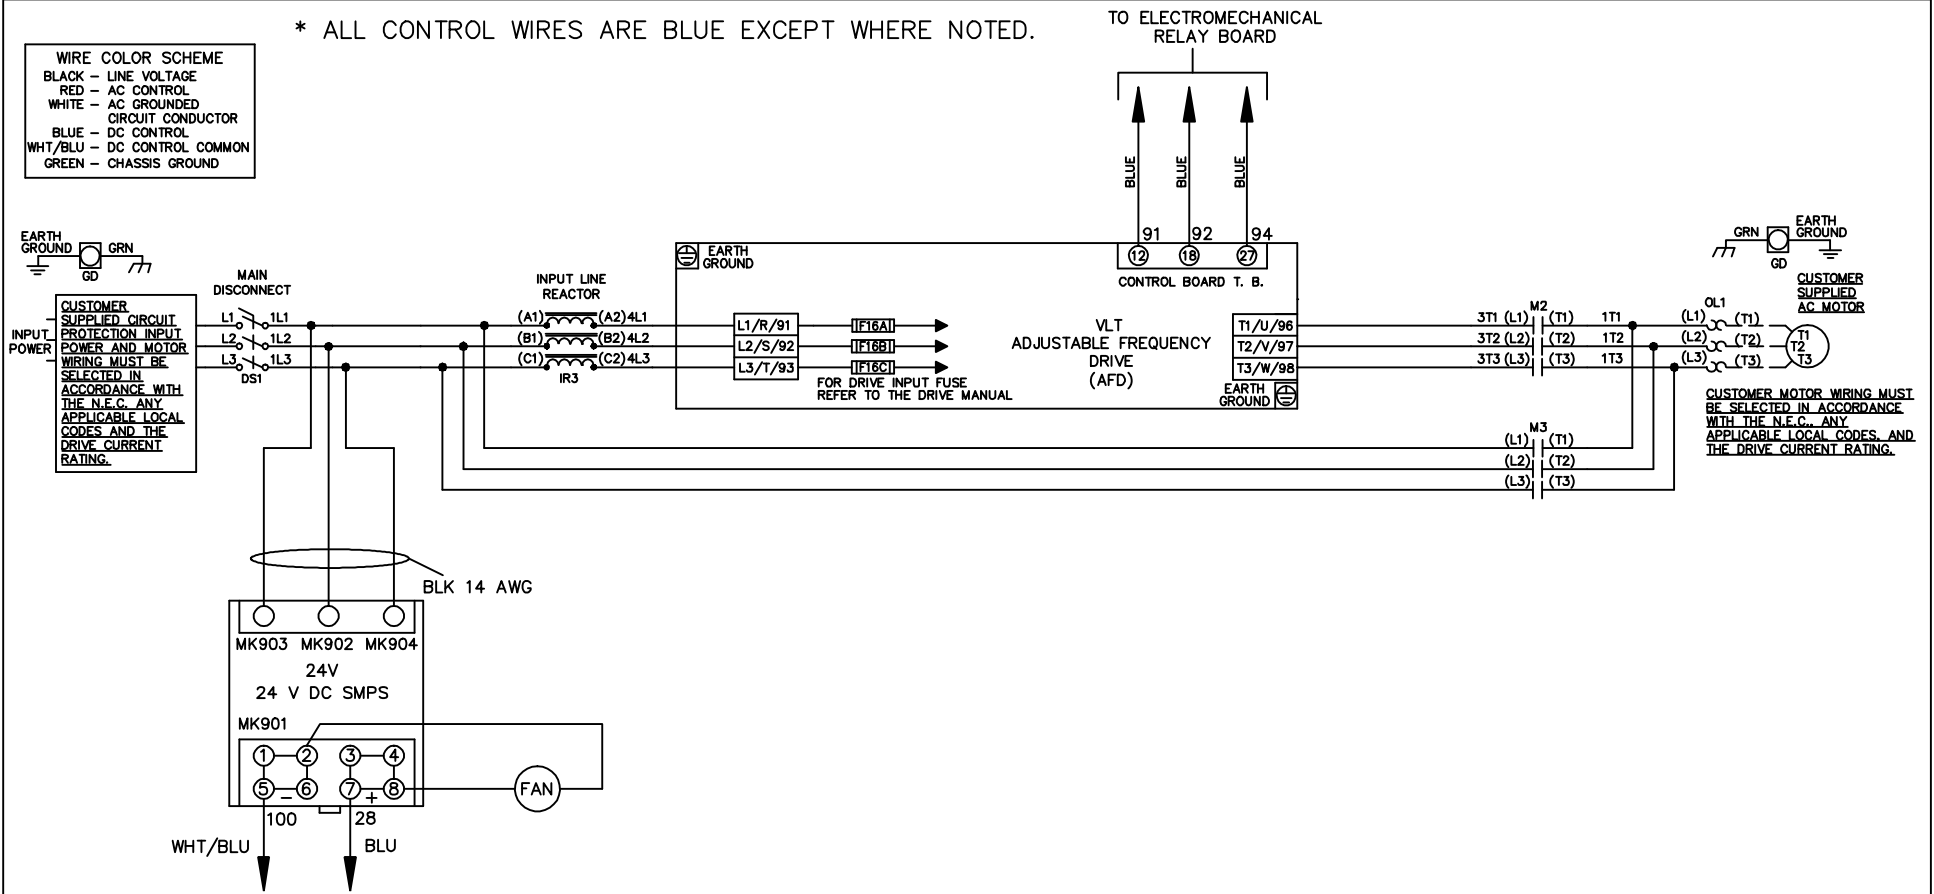 * ALL CONTROL WIRES ARE BLUE EXCEPT WHERE NOTED.
TO ELECTROMECHANICAL
RELAY BOARD
WIRE COLOR SCHEME
BLACK – LINE VOLTAGE
RED – AC CONTROL
WHITE – AC GROUNDED
CIRCUIT CONDUCTOR
BLUE – DC CONTROL
WHT/BLU – DC CONTROL COMMON
GREEN – CHASSIS GROUND
BLUE
BLUE
BLUE
91
92
94
12
18
27
CONTROL BOARD T. B.
EARTH
GROUND
GRN
GD
MAIN
DISCONNECT
L1
1L1
L2
1L2
L3
1L3
DS1
INPUT
POWER
CUSTOMER
SUPPLIED CIRCUIT
PROTECTION INPUT
POWER AND MOTOR
WIRING MUST BE
SELECTED IN
ACCORDANCE WITH
THE N.E.C. ANY
APPLICABLE LOCAL
CODES AND THE
DRIVE CURRENT
RATING.
INPUT LINE
REACTOR
(A1)
(A2)4L1
(B1)
(B2)4L2
(C1)
(C2)4L3
IR3
EARTH
GROUND
L1/R/91
L2/S/92
L3/T/93
F16A
F16B
F16C
FOR DRIVE INPUT FUSE
REFER TO THE DRIVE MANUAL
VLT
ADJUSTABLE FREQUENCY
DRIVE
(AFD)
T1/U/96
T2/V/97
T3/W/98
EARTH
GROUND
M2
3T1 (L1) (T1) 1T1
3T2 (L2) (T2) 1T2
3T3 (L3) (T3) 1T3
M3
(L1) (T1)
(L2) (T2)
(L3) (T3)
OL1
(L1) (T1)
(L2) (T2)
(L3) (T3)
T1
T2
T3
GRN
EARTH
GROUND
GD
CUSTOMER
SUPPLIED
AC MOTOR
CUSTOMER MOTOR WIRING MUST
BE SELECTED IN ACCORDANCE
WITH THE N.E.C., ANY
APPLICABLE LOCAL CODES, AND
THE DRIVE CURRENT RATING.
BLK 14 AWG
MK903 MK902 MK904
24V
24 V DC SMPS
MK901
1 2 3 4
5 – 6 7 + 8
FAN
100
28
WHT/BLU
BLU